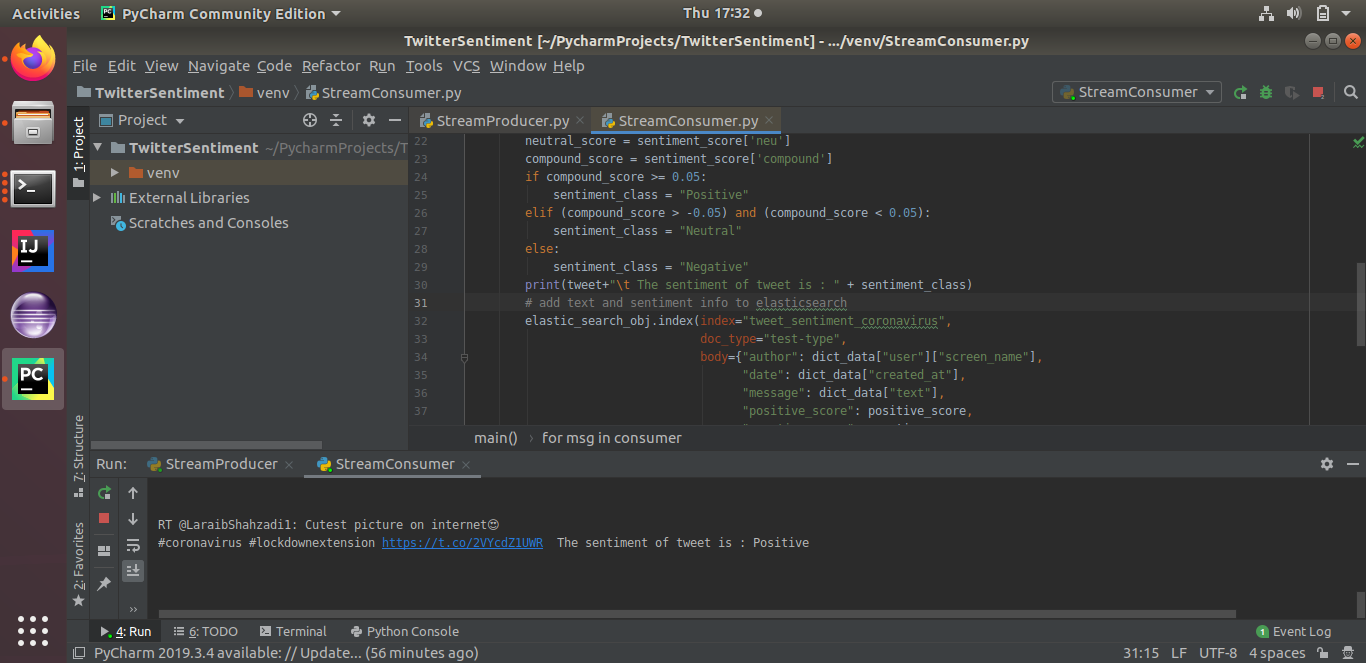 Activities PyCharm Community Edition Thu 17:32
TwitterSentiment [~/PycharmProjects/TwitterSentiment] - .../venv/StreamConsumer.py
File Edit View Navigate Code Refactor Run Tools VCS Window Help
TwitterSentiment venv StreamConsumer.py StreamConsumer
1: Project
Project
TwitterSentiment ~/PycharmProjects/T
venv
External Libraries
Scratches and Consoles
StreamProducer.py StreamConsumer.py
22 neutral_score = sentiment_score['neu']
23 compound_score = sentiment_score['compound']
24 if compound_score >= 0.05:
25 sentiment_class = "Positive"
26 elif (compound_score > -0.05) and (compound_score < 0.05):
27 sentiment_class = "Neutral"
28 else:
29 sentiment_class = "Negative"
30 print(tweet+"\t The sentiment of tweet is : " + sentiment_class)
31 # add text and sentiment info to elasticsearch
32 elastic_search_obj.index(index="tweet_sentiment_coronavirus",
33 doc_type="test-type",
34 body={"author": dict_data["user"]["screen_name"],
35 "date": dict_data["created_at"],
36 "message": dict_data["text"],
37 "positive_score": positive_score,
main() › for msg in consumer
7: Structure
2: Favorites
Run: StreamProducer StreamConsumer
RT @LaraibShahzadi1: Cutest picture on internet😍
#coronavirus #lockdownextension https://t.co/2VYcdZ1UWR The sentiment of tweet is : Positive
4: Run 6: TODO Terminal Python Console 1 Event Log
PyCharm 2019.3.4 available: // Update... (56 minutes ago) 31:15 LF UTF-8 4 spaces
IJ
PC